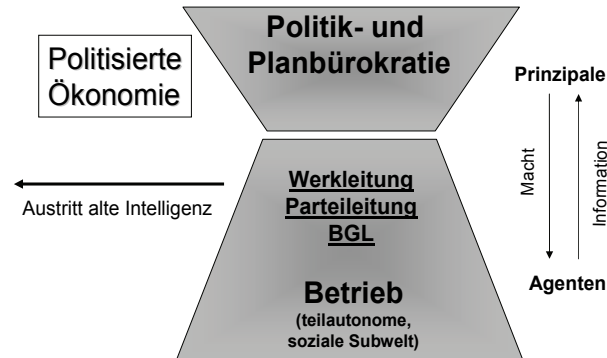 Politisierte
Ökonomie
Politik- und
Planbürokratie
Prinzipale
Macht
Information
Agenten
Austritt alte Intelligenz
Werkleitung
Parteileitung
BGL
Betrieb
(teilautonome,
soziale Subwelt)